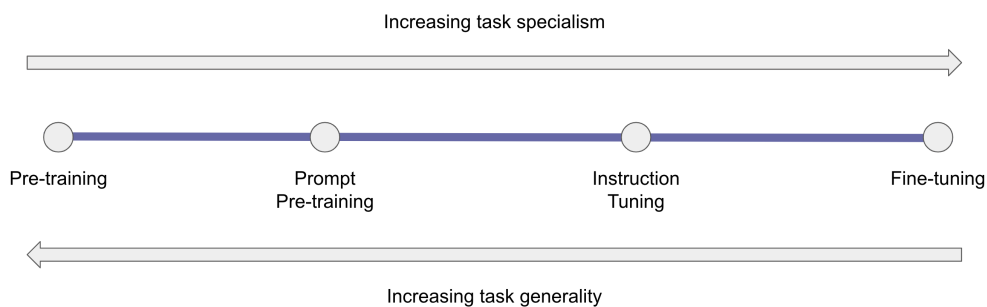 Increasing task specialism
Pre-training
Prompt
Pre-training
Instruction
Tuning
Fine-tuning
Increasing task generality